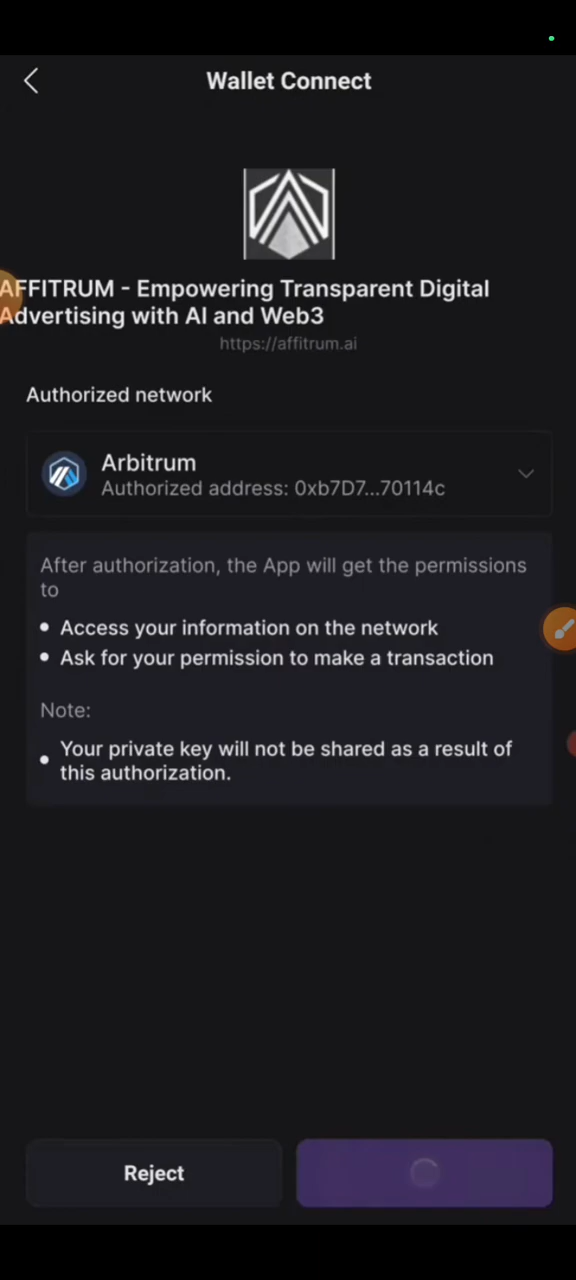 Wallet Connect
AFFITRUM - Empowering Transparent Digital
Advertising with AI and Web3
https://affitrum.ai
Authorized network
Arbitrum
Authorized address: 0xb7D7...70114c
After authorization, the App will get the permissions
to
• Access your information on the network
• Ask for your permission to make a transaction
Note:
• Your private key will not be shared as a result of
this authorization.
Reject